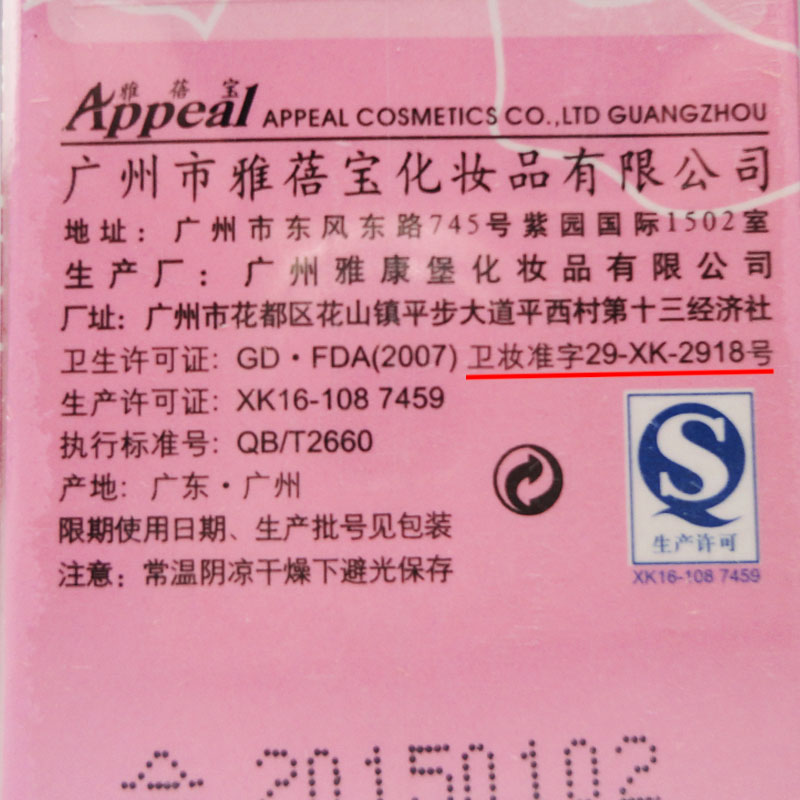 雅蓓宝
Appeal APPEAL COSMETICS CO.,LTD GUANGZHOU
广州市雅蓓宝化妆品有限公司
地址：广州市东风东路745号紫园国际1502室
生产厂：广州雅康堡化妆品有限公司
厂址：广州市花都区花山镇平步大道平西村第十三经济社
卫生许可证：GD·FDA(2007) 卫妆准字29-XK-2918号
生产许可证：XK16-108 7459
执行标准号：QB/T2660
产地：广东·广州
限期使用日期、生产批号见包装
注意：常温阴凉干燥下避光保存
生产许可
XK16-108 7459
20150102